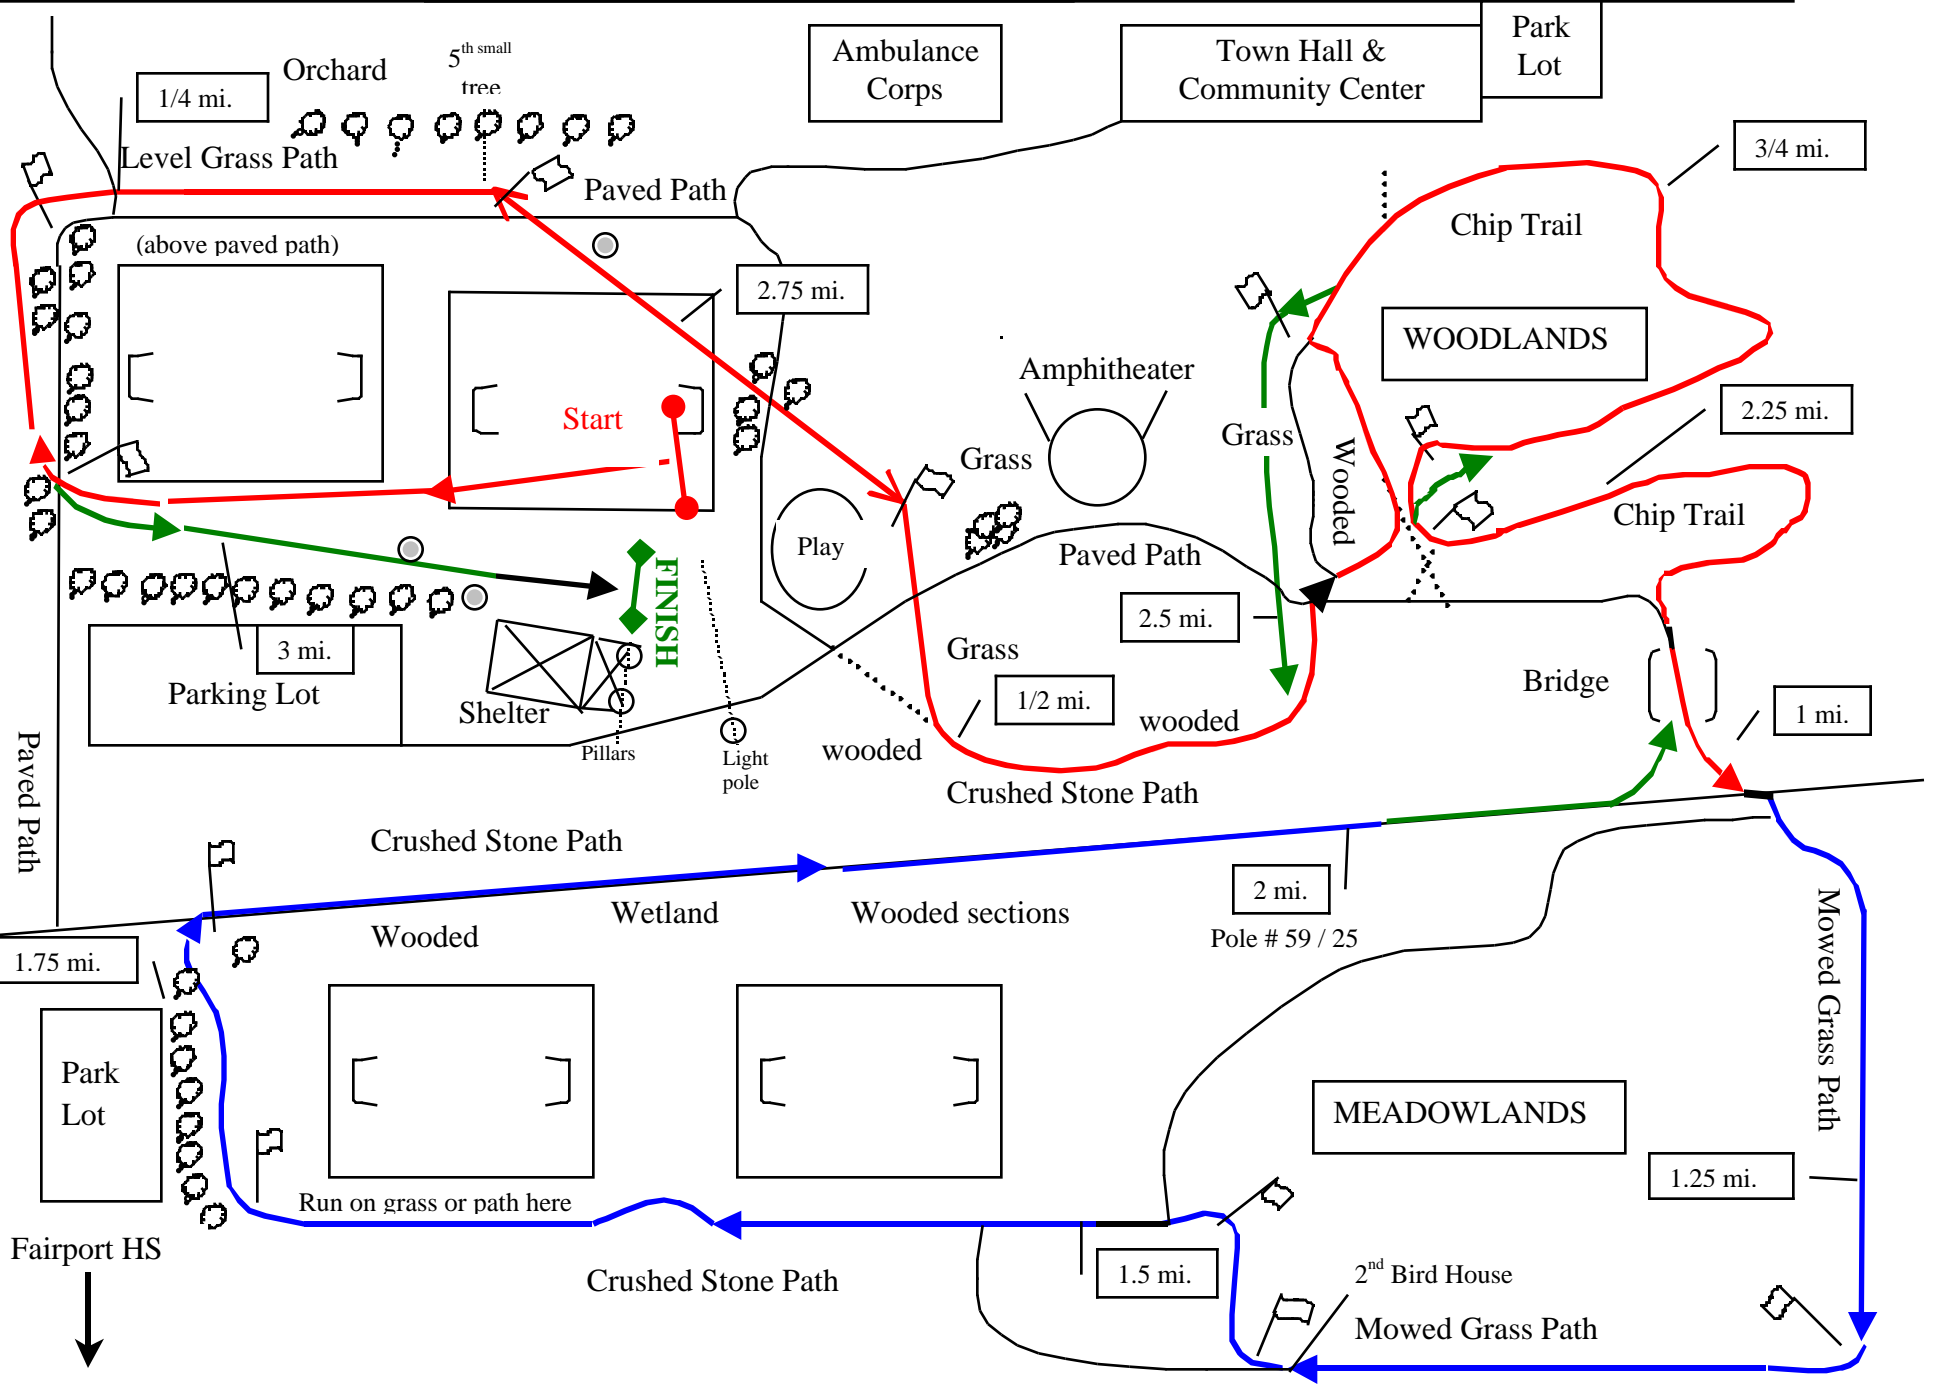 Park
Lot
Ambulance
Corps
Town Hall &
Community Center
5th small
tree
Orchard
1/4 mi.
3/4 mi.
Level Grass Path
Paved Path
Chip Trail
(above paved path)
2.75 mi.
WOODLANDS
Amphitheater
2.25 mi.
Start
Grass
Grass
Wooded
Chip Trail
Play
Paved Path
FINISH
2.5 mi.
3 mi.
Grass
Parking Lot
Shelter
Bridge
1/2 mi.
wooded
1 mi.
Pillars
Light
pole
wooded
Crushed Stone Path
Paved Path
Crushed Stone Path
2 mi.
Pole # 59 / 25
Wooded
Wetland
Wooded sections
Mowed Grass Path
1.75 mi.
Park
Lot
MEADOWLANDS
1.25 mi.
Run on grass or path here
Fairport HS
Crushed Stone Path
1.5 mi.
2nd Bird House
Mowed Grass Path